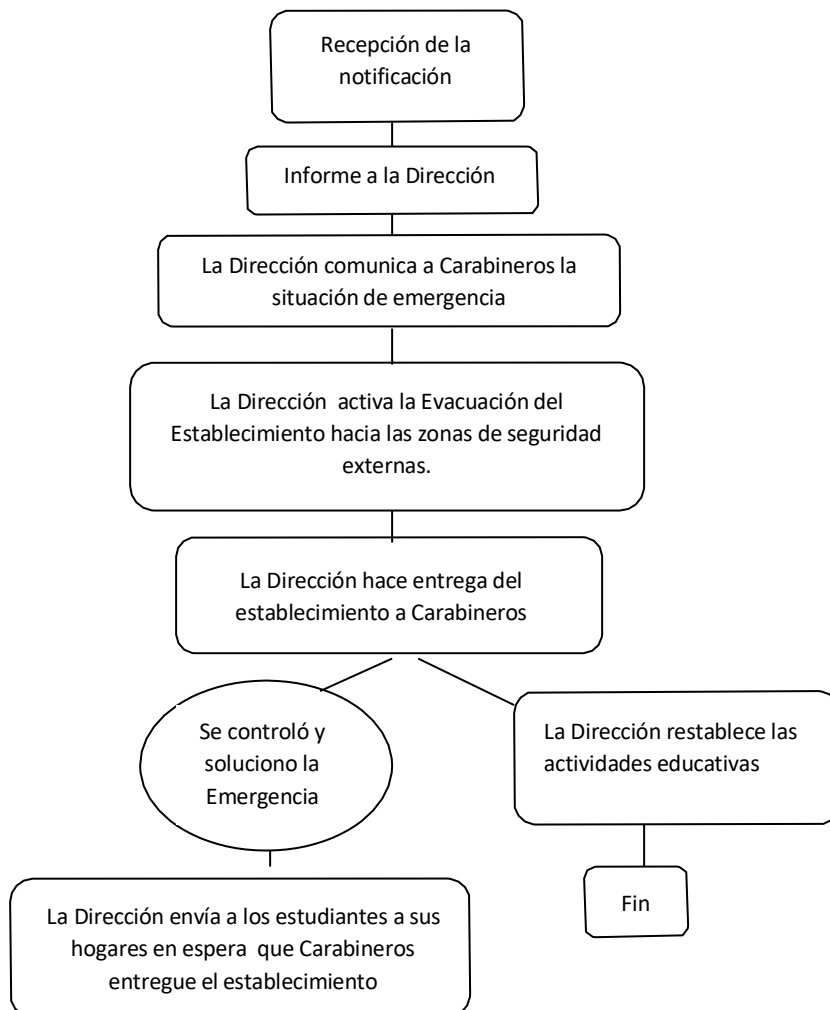 Recepción de la
notificación
Informe a la Dirección
La Dirección comunica a Carabineros la
situación de emergencia
La Dirección activa la Evacuación del
Establecimiento hacia las zonas de seguridad
externas.
La Dirección hace entrega del
establecimiento a Carabineros
Se controló y
soluciono la
Emergencia
La Dirección restablece las
actividades educativas
La Dirección envía a los estudiantes a sus
hogares en espera que Carabineros
entregue el establecimiento
Fin